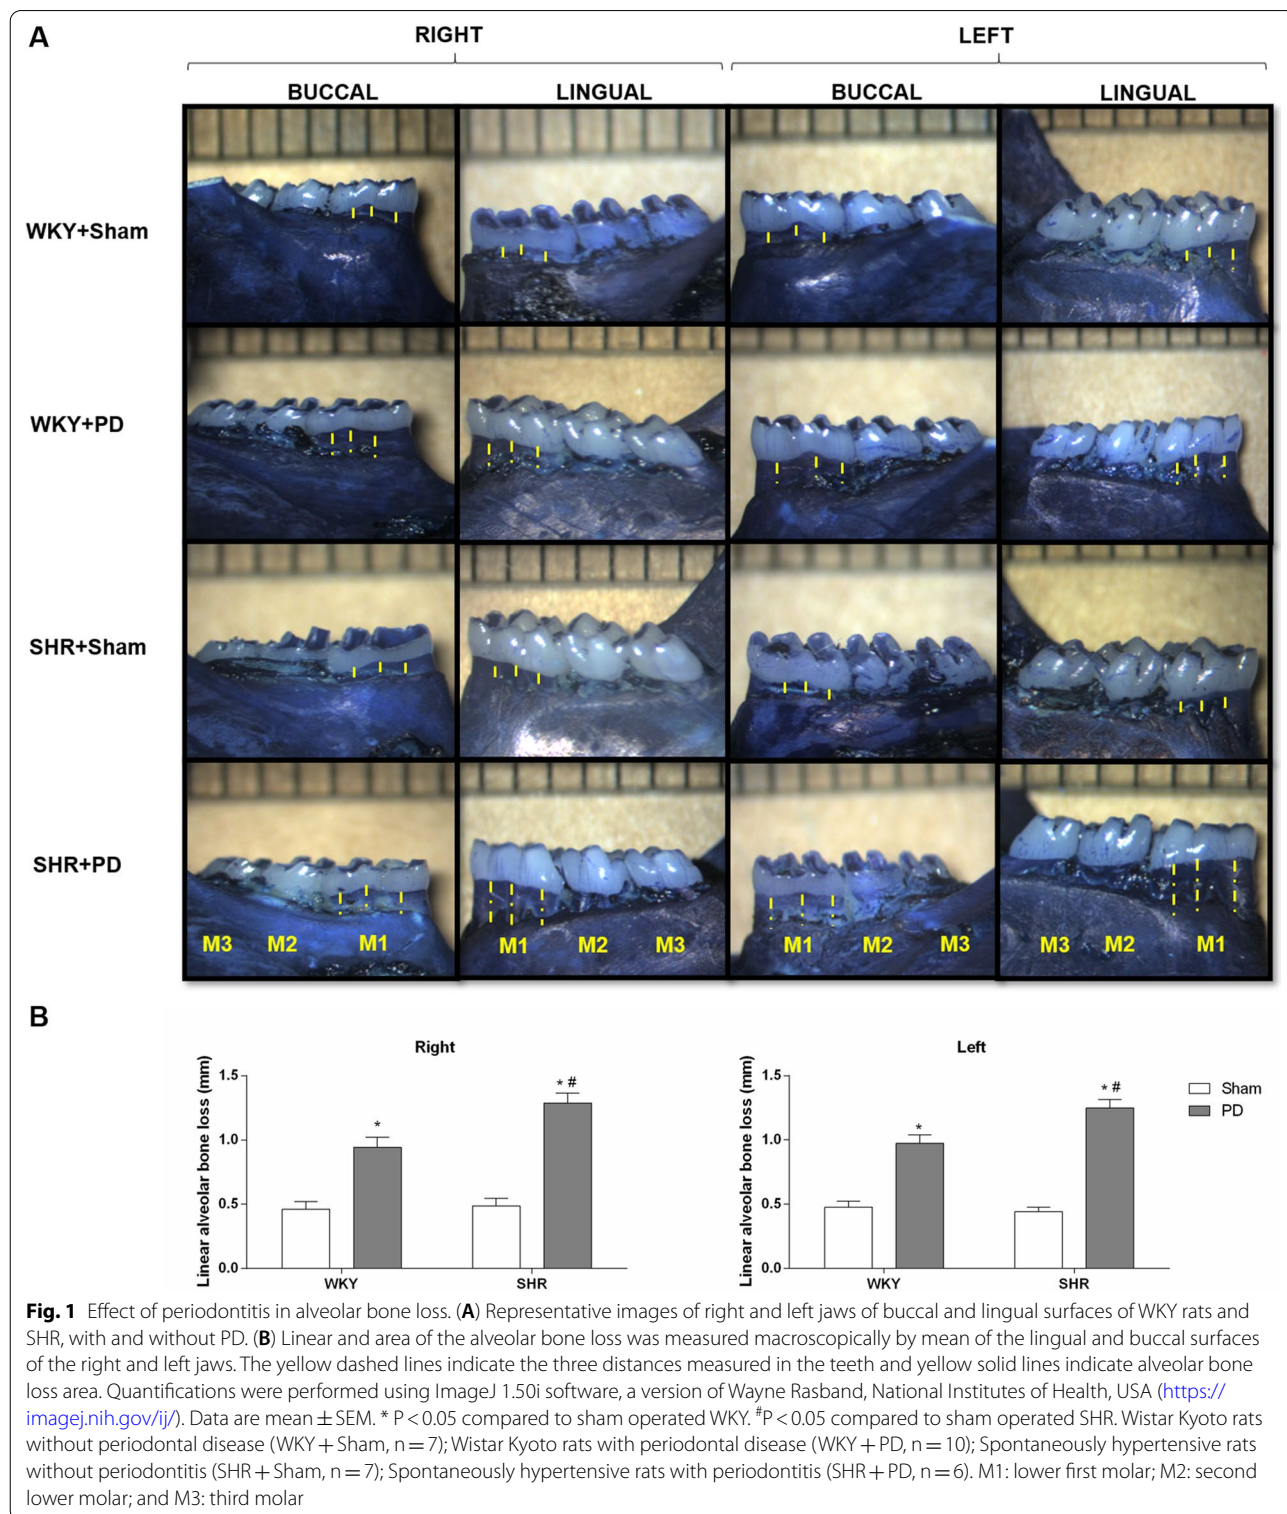 A
RIGHT LEFT
BUCCAL LINGUAL BUCCAL LINGUAL
WKY+Sham
WKY+PD
SHR+Sham
SHR+PD
M3 M2 M1 M1 M2 M3 M1 M2 M3 M3 M2 M1
B
Right
Linear alveolar bone loss (mm)
1.5
1.0
0.5
0.0
*
* #
WKY SHR
Left
Linear alveolar bone loss (mm)
1.5
1.0
0.5
0.0
*
* #
WKY SHR
Sham
PD
Fig. 1 Effect of periodontitis in alveolar bone loss. (A) Representative images of right and left jaws of buccal and lingual surfaces of WKY rats and
SHR, with and without PD. (B) Linear and area of the alveolar bone loss was measured macroscopically by mean of the lingual and buccal surfaces
of the right and left jaws. The yellow dashed lines indicate the three distances measured in the teeth and yellow solid lines indicate alveolar bone
loss area. Quantifications were performed using ImageJ 1.50i software, a version of Wayne Rasband, National Institutes of Health, USA (https://
imagej.nih.gov/ij/). Data are mean ± SEM. * P < 0.05 compared to sham operated WKY. #P < 0.05 compared to sham operated SHR. Wistar Kyoto rats
without periodontal disease (WKY + Sham, n = 7); Wistar Kyoto rats with periodontal disease (WKY + PD, n = 10); Spontaneously hypertensive rats
without periodontitis (SHR + Sham, n = 7); Spontaneously hypertensive rats with periodontitis (SHR + PD, n = 6). M1: lower first molar; M2: second
lower molar; and M3: third molar